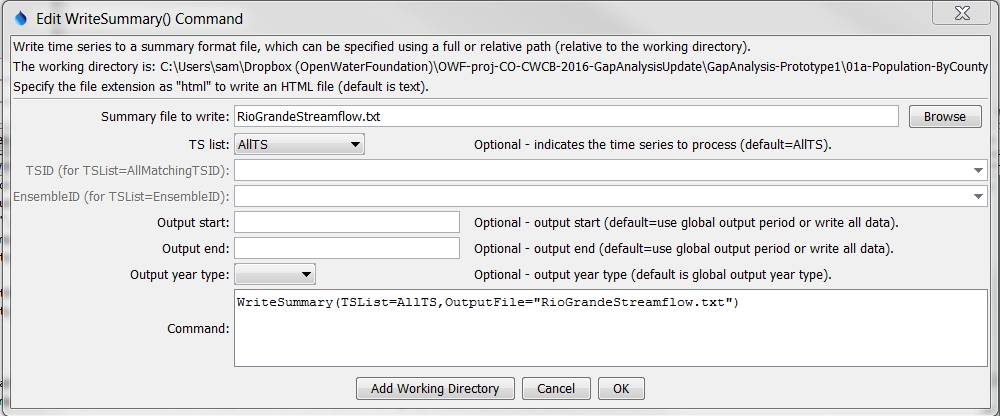 Edit WriteSummary() Command
Write time series to a summary format file, which can be specified using a full or relative path (relative to the working directory).
The working directory is: C:\Users\sam\Dropbox (OpenWaterFoundation)\OWF-proj-CO-CWCB-2016-GapAnalysisUpdate\GapAnalysis-Prototype1\01a-Population-ByCounty
Specify the file extension as "html" to write an HTML file (default is text).
Summary file to write: RioGrandeStreamflow.txt Browse
TS list: AllTS Optional - indicates the time series to process (default=AllTS).
TSID (for TSList=AllMatchingTSID):
EnsembleID (for TSList=EnsembleID):
Output start: Optional - output start (default=use global output period or write all data).
Output end: Optional - output end (default=use global output period or write all data).
Output year type: Optional - output year type (default is global output year type).
Command: WriteSummary(TSList=AllTS,OutputFile="RioGrandeStreamflow.txt")
Add Working Directory Cancel OK